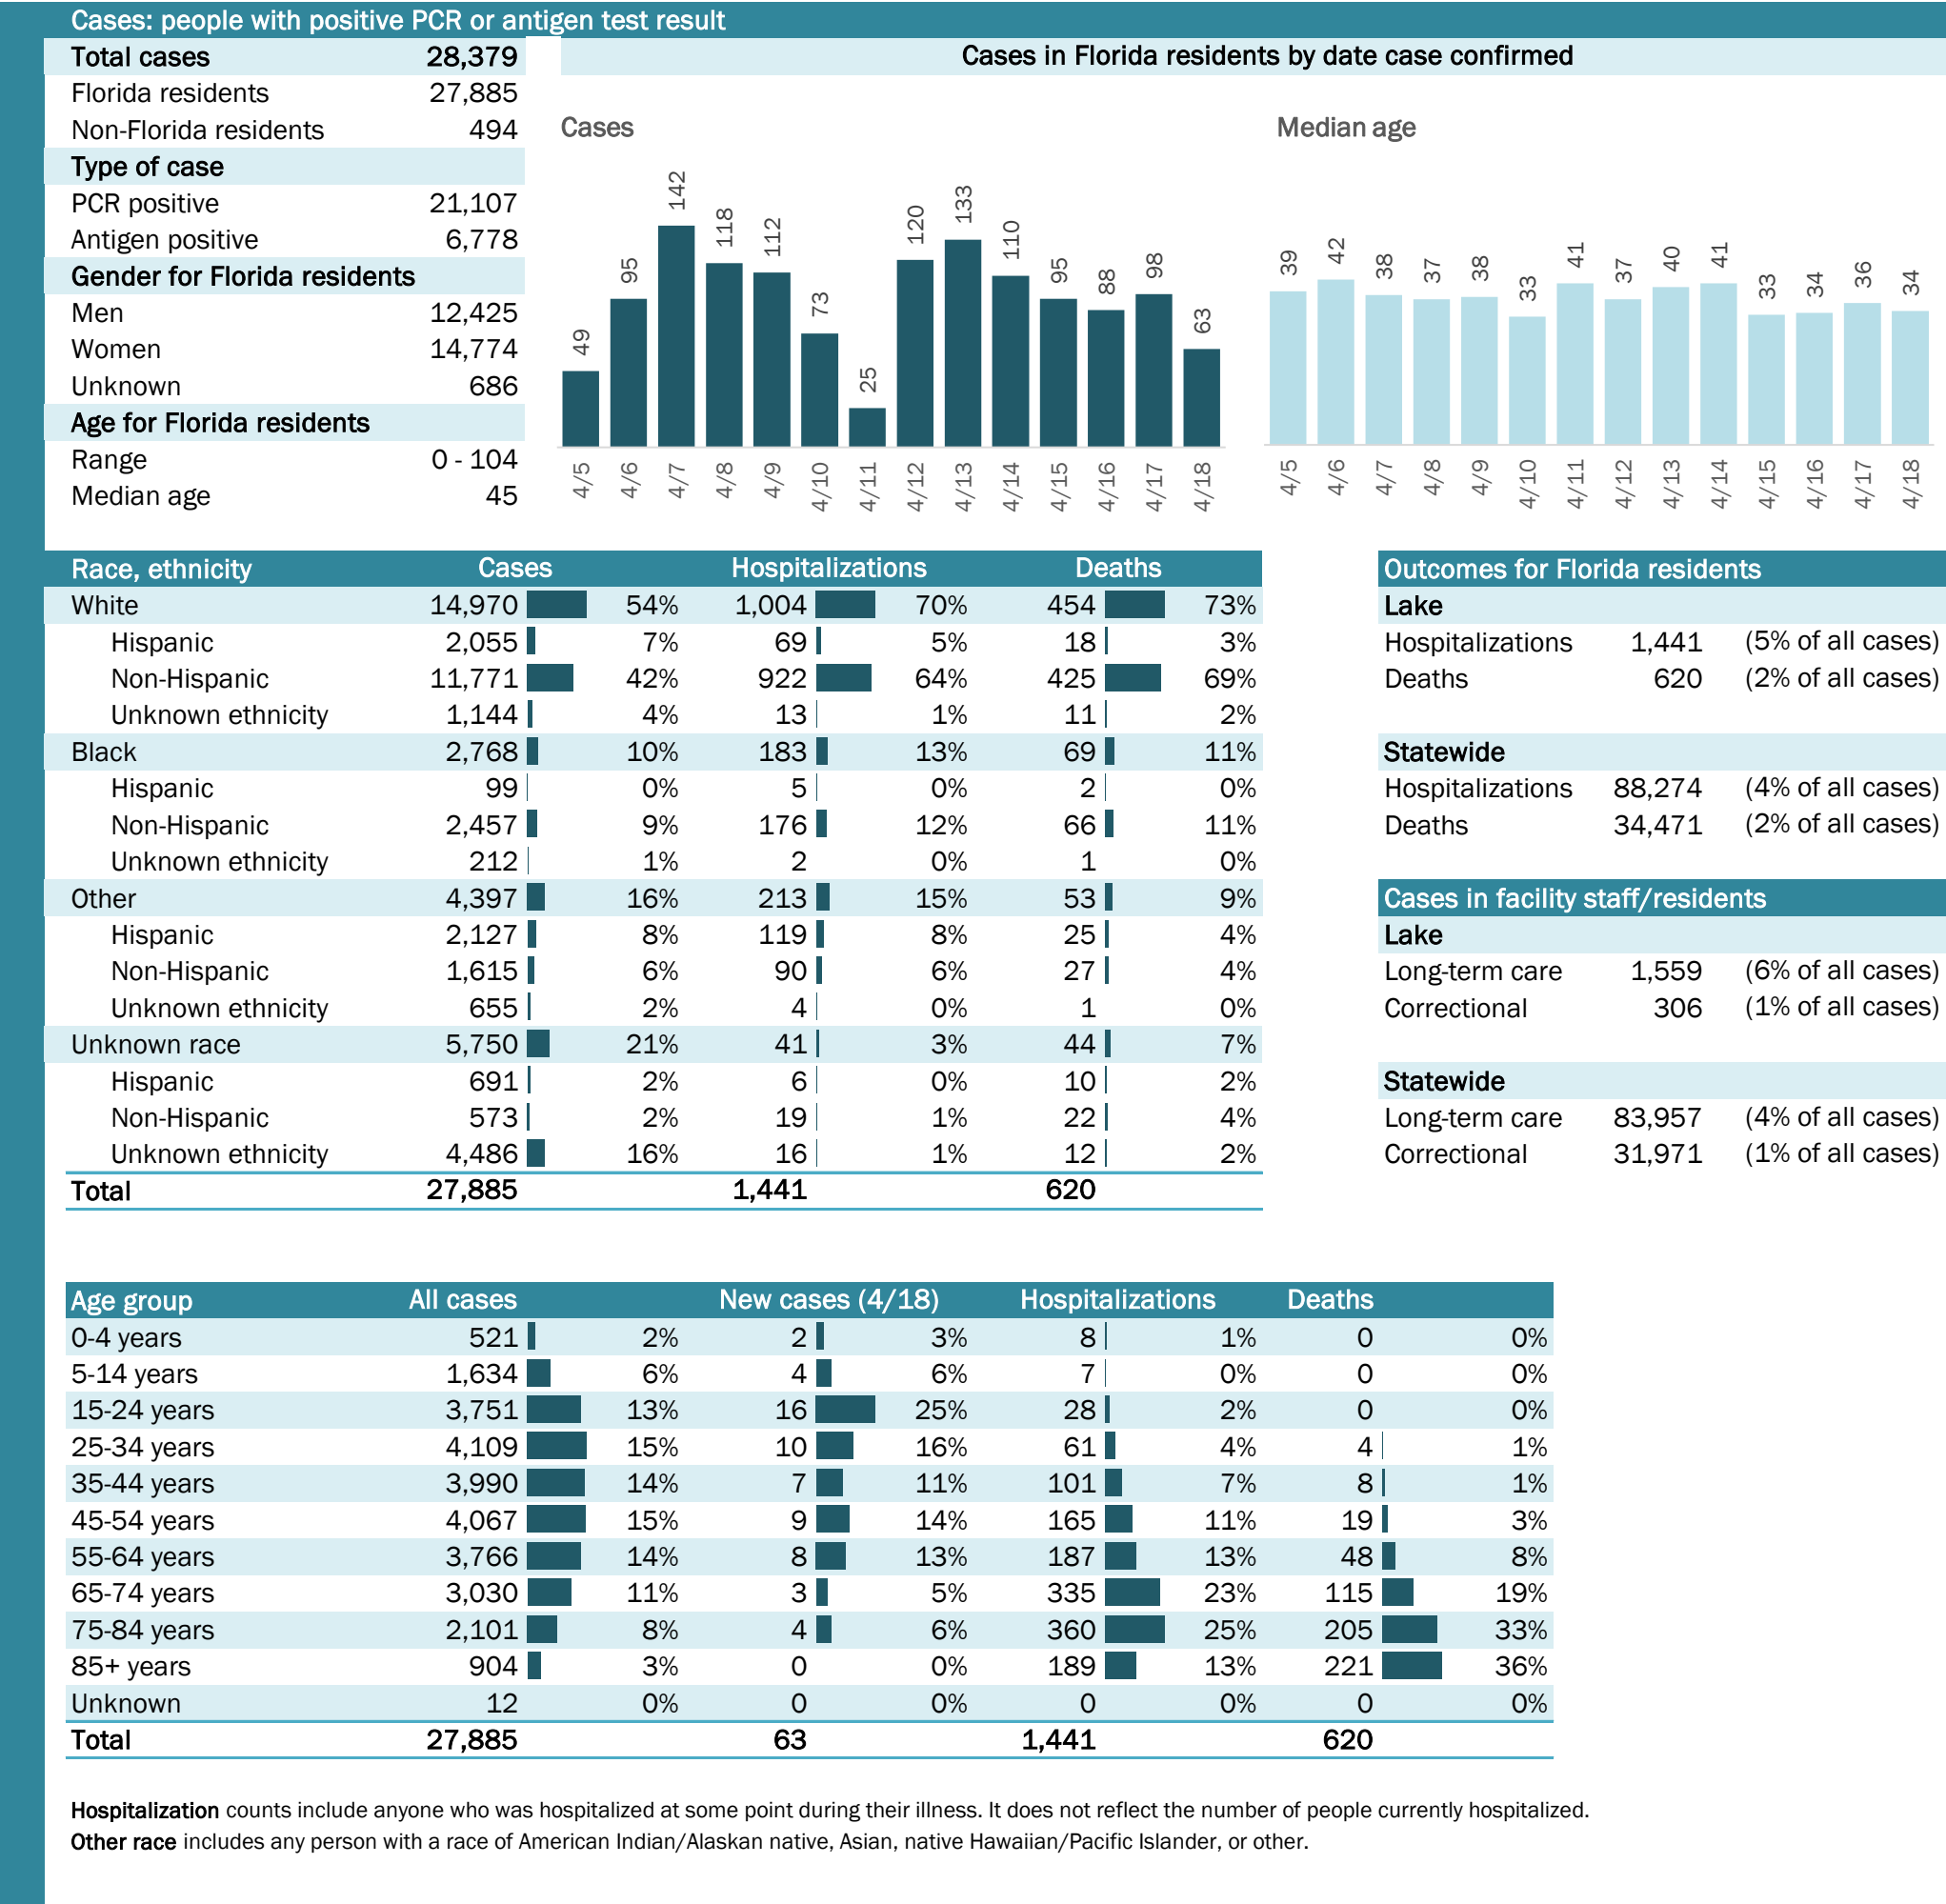 Cases: people with positive PCR or antigen test result
Total cases 28,379
Florida residents 27,885
Non-Florida residents 494
Type of case
PCR positive 21,107
Antigen positive 6,778
Gender for Florida residents
Men 12,425
Women 14,774
Unknown 686
Age for Florida residents
Range 0 - 104
Median age 45
Cases in Florida residents by date case confirmed
Cases
49 95 142 118 112 73 25 120 133 110 95 88 98 63
4/5 4/6 4/7 4/8 4/9 4/10 4/11 4/12 4/13 4/14 4/15 4/16 4/17 4/18
Median age
39 42 38 37 38 33 41 37 40 41 33 34 36 34
4/5 4/6 4/7 4/8 4/9 4/10 4/11 4/12 4/13 4/14 4/15 4/16 4/17 4/18
Race, ethnicity Cases Hospitalizations Deaths
White 14,970 54% 1,004 70% 454 73%
Hispanic 2,055 7% 69 5% 18 3%
Non-Hispanic 11,771 42% 922 64% 425 69%
Unknown ethnicity 1,144 4% 13 1% 11 2%
Black 2,768 10% 183 13% 69 11%
Hispanic 99 0% 5 0% 2 0%
Non-Hispanic 2,457 9% 176 12% 66 11%
Unknown ethnicity 212 1% 2 0% 1 0%
Other 4,397 16% 213 15% 53 9%
Hispanic 2,127 8% 119 8% 25 4%
Non-Hispanic 1,615 6% 90 6% 27 4%
Unknown ethnicity 655 2% 4 0% 1 0%
Unknown race 5,750 21% 41 3% 44 7%
Hispanic 691 2% 6 0% 10 2%
Non-Hispanic 573 2% 19 1% 22 4%
Unknown ethnicity 4,486 16% 16 1% 12 2%
Total 27,885 1,441 620
Outcomes for Florida residents
Lake
Hospitalizations 1,441 (5% of all cases)
Deaths 620 (2% of all cases)
Statewide
Hospitalizations 88,274 (4% of all cases)
Deaths 34,471 (2% of all cases)
Cases in facility staff/residents
Lake
Long-term care 1,559 (6% of all cases)
Correctional 306 (1% of all cases)
Statewide
Long-term care 83,957 (4% of all cases)
Correctional 31,971 (1% of all cases)
Age group All cases New cases (4/18) Hospitalizations Deaths
0-4 years 521 2% 2 3% 8 1% 0 0%
5-14 years 1,634 6% 4 6% 7 0% 0 0%
15-24 years 3,751 13% 16 25% 28 2% 0 0%
25-34 years 4,109 15% 10 16% 61 4% 4 1%
35-44 years 3,990 14% 7 11% 101 7% 8 1%
45-54 years 4,067 15% 9 14% 165 11% 19 3%
55-64 years 3,766 14% 8 13% 187 13% 48 8%
65-74 years 3,030 11% 3 5% 335 23% 115 19%
75-84 years 2,101 8% 4 6% 360 25% 205 33%
85+ years 904 3% 0 0% 189 13% 221 36%
Unknown 12 0% 0 0% 0 0% 0 0%
Total 27,885 63 1,441 620
Hospitalization counts include anyone who was hospitalized at some point during their illness. It does not reflect the number of people currently hospitalized.
Other race includes any person with a race of American Indian/Alaskan native, Asian, native Hawaiian/Pacific Islander, or other.